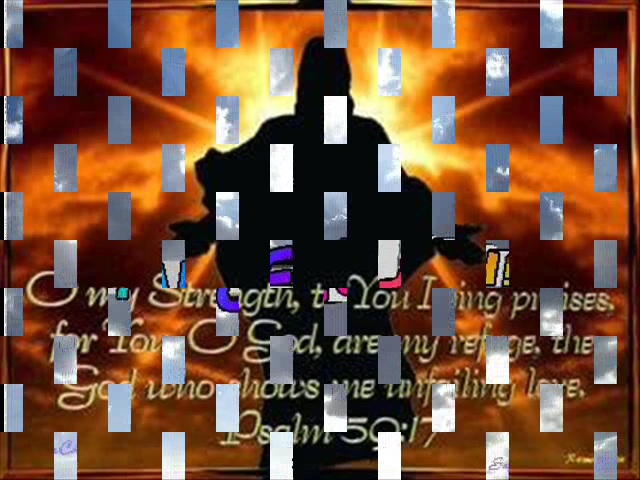 O my Strength, to You I sing praises,
for You, O God, are my refuge, the
God who shows me unfailing love.
Psalm 59:17